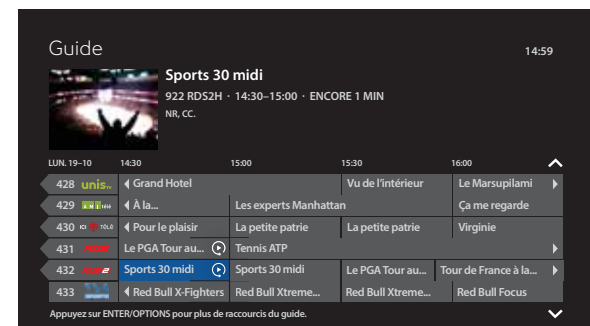 Guide
14:59
Sports 30 midi
922 RDS2H · 14:30–15:00 · ENCORE 1 MIN
NR, CC.
LUN. 19–10 14:30 15:00 15:30 16:00
428 unis TV Grand Hotel Vu de l'intérieur Le Marsupilami
429 À la... Les experts Manhattan Ça me regarde
430 ICI TÉLÉ Pour le plaisir La petite patrie La petite patrie Virginie
431 Le PGA Tour au... Tennis ATP
432 Sports 30 midi Sports 30 midi Le PGA Tour au... Tour de France à la...
433 Red Bull X-Fighters Red Bull Xtreme... Red Bull Xtreme... Red Bull Focus
Appuyez sur ENTER/OPTIONS pour plus de raccourcis du guide.